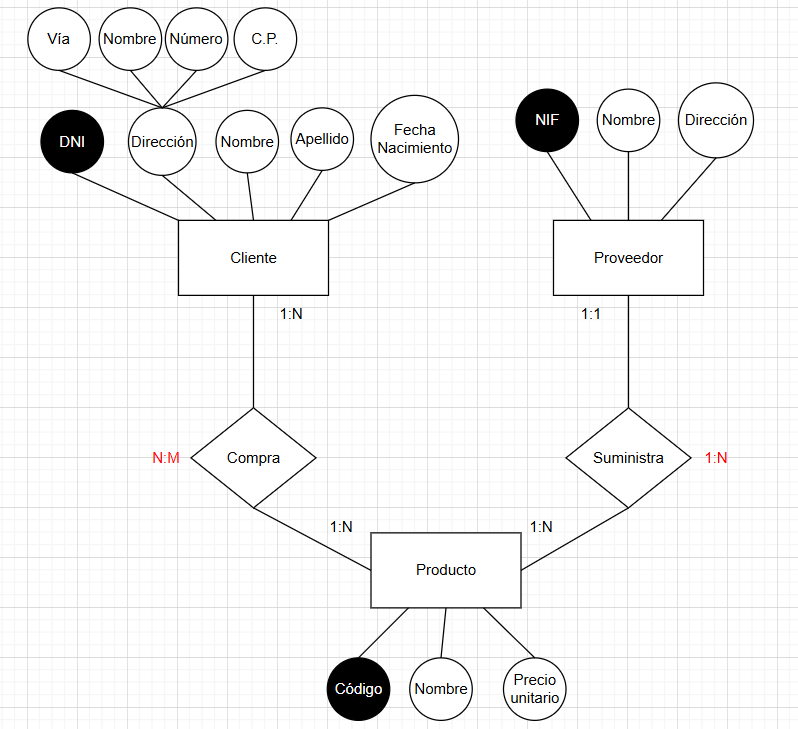 Vía
Nombre
Número
C.P.
DNI
Dirección
Nombre
Apellido
Fecha
Nacimiento
NIF
Nombre
Dirección
Cliente
Proveedor
1:N
1:1
N:M
Compra
Suministra
1:N
1:N
1:N
Producto
Código
Nombre
Precio
unitario